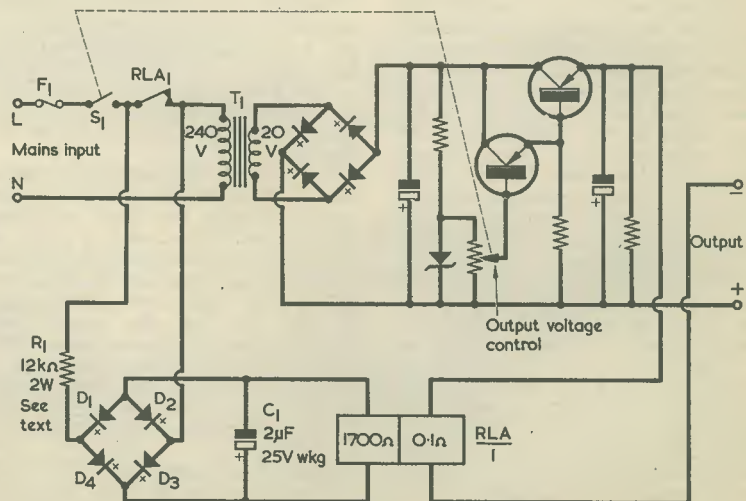 F1
RLA1
L
S1
T1
240
V
20
V
Mains input
N
−
Output
+
Output voltage
control
R1
12kΩ
2W
See
text
D1
D2
C1
2μF
25V wkg
+
1700Ω
0·1Ω
RLA
1
D4
D3
+
+